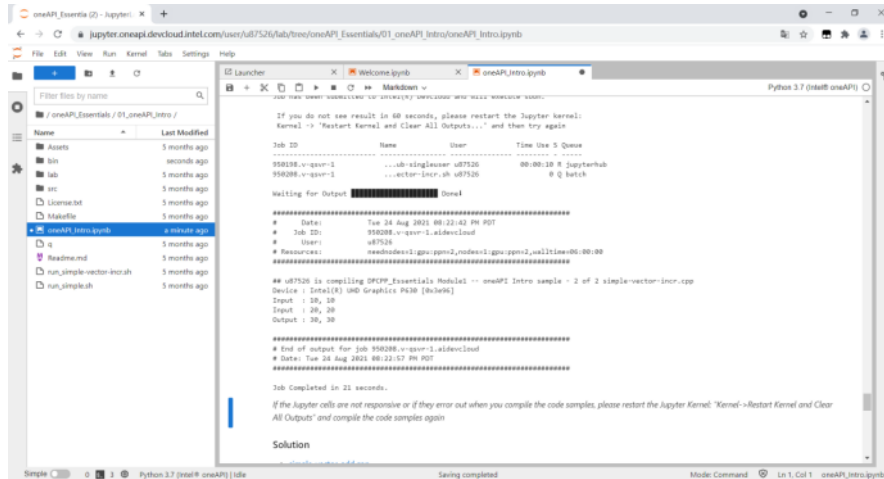 oneAPI_Essentia (2) - JupyterL
jupyter.oneapi.devcloud.intel.com/user/u87526/lab/tree/oneAPI_Essentials/01_oneAPI_Intro/oneAPI_Intro.ipynb
File Edit View Run Kernel Tabs Settings Help
Filter files by name
/ oneAPI_Essentials / 01_oneAPI_Intro /
Name Last Modified
Assets 5 months ago
bin seconds ago
lab 5 months ago
src 5 months ago
License.txt 5 months ago
Makefile 5 months ago
oneAPI_Intro.ipynb a minute ago
q 5 months ago
Readme.md 5 months ago
run_simple-vector-incr.sh 5 months ago
run_simple.sh 5 months ago
Launcher Welcome.ipynb oneAPI_Intro.ipynb
Markdown Python 3.7 (Intel® oneAPI)
Job has been submitted to Intel(R) DevCloud and will execute soon.
If you do not see result in 60 seconds, please restart the Jupyter kernel:
Kernel -> 'Restart Kernel and Clear All Outputs...' and then try again
Job ID Name User Time Use S Queue
950198.v-qsvr-1 ...ub-singleuser u87526 00:00:10 R jupyterhub
950208.v-qsvr-1 ...ector-incr.sh u87526 0 Q batch
Waiting for Output Done!
################################################################
# Date: Tue 24 Aug 2021 08:22:42 PM PDT
# Job ID: 950208.v-qsvr-1.aidevcloud
# User: u87526
# Resources: neednodes=1:gpu:ppn=2,nodes=1:gpu:ppn=2,walltime=06:00:00
################################################################
## u87526 is compiling DPCPP_Essentials Module1 -- oneAPI Intro sample - 2 of 2 simple-vector-incr.cpp
Device : Intel(R) UHD Graphics P630 [0x3e96]
Input : 10, 10
Input : 20, 20
Output : 30, 30
################################################################
# End of output for job 950208.v-qsvr-1.aidevcloud
# Date: Tue 24 Aug 2021 08:22:57 PM PDT
################################################################
Job Completed in 21 seconds.
If the Jupyter cells are not responsive or if they error out when you compile the code samples, please restart the Jupyter Kernel: "Kernel->Restart Kernel and Clear
All Outputs" and compile the code samples again
Solution
Simple 0 3 Python 3.7 (Intel® oneAPI) | Idle Saving completed Mode: Command Ln 1, Col 1 oneAPI_Intro.ipynb